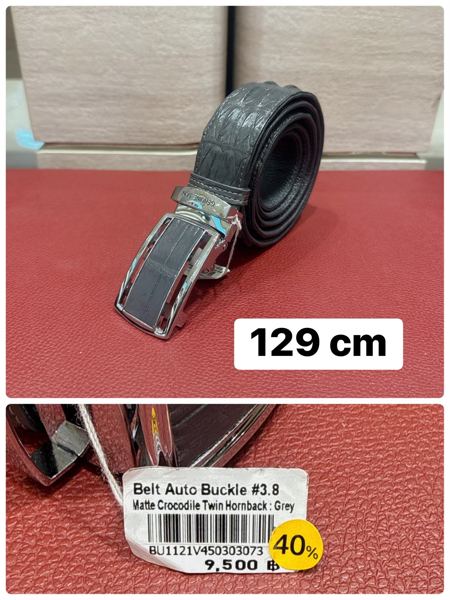 129 cm
Belt Auto Buckle #3.8
Matte Crocodile Twin Hornback : Grey
BU1121V450303073
40%
9,500 ฿